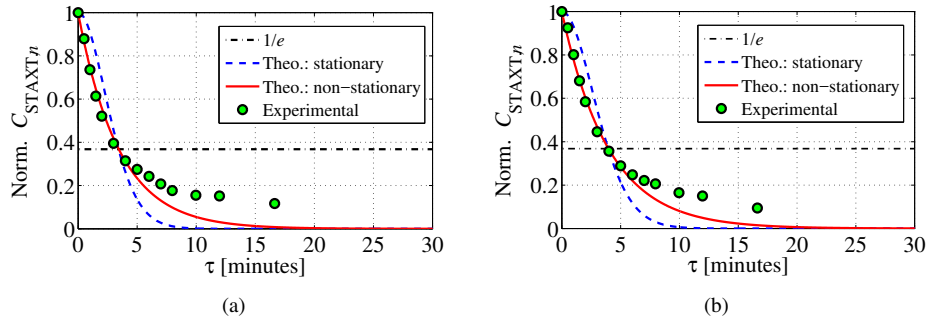 Norm. C_STAXT,n
1
0.8
0.6
0.4
0.2
0
0 5 10 15 20 25 30
τ [minutes]
1/e
Theo.: stationary
Theo.: non-stationary
Experimental
(a)
Norm. C_STAXT,n
1
0.8
0.6
0.4
0.2
0
0 5 10 15 20 25 30
τ [minutes]
1/e
Theo.: stationary
Theo.: non-stationary
Experimental
(b)